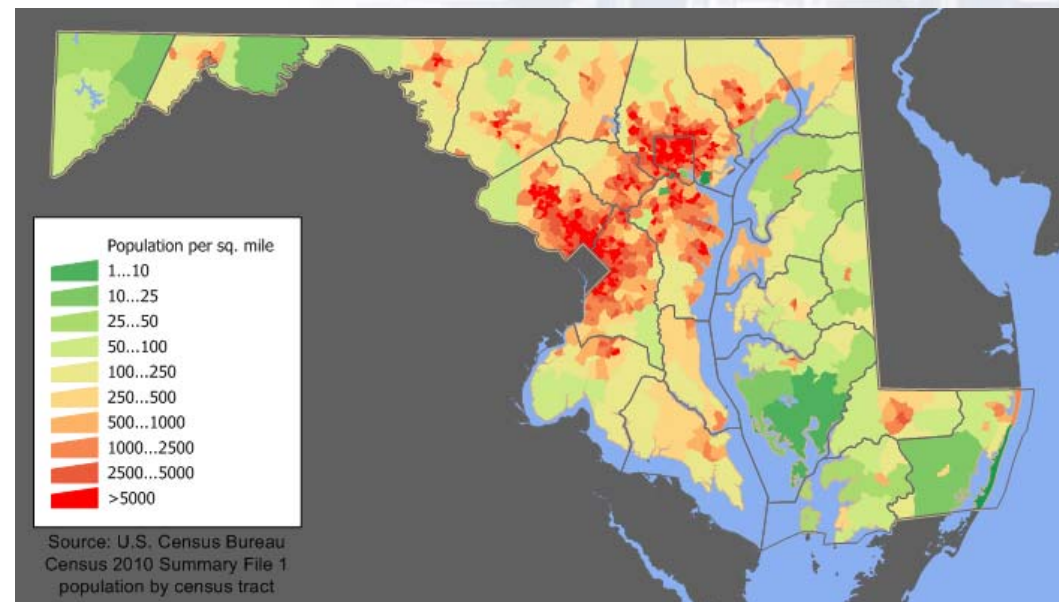 Population per sq. mile
1...10
10...25
25...50
50...100
100...250
250...500
500...1000
1000...2500
2500...5000
>5000
Source: U.S. Census Bureau
Census 2010 Summary File 1
population by census tract